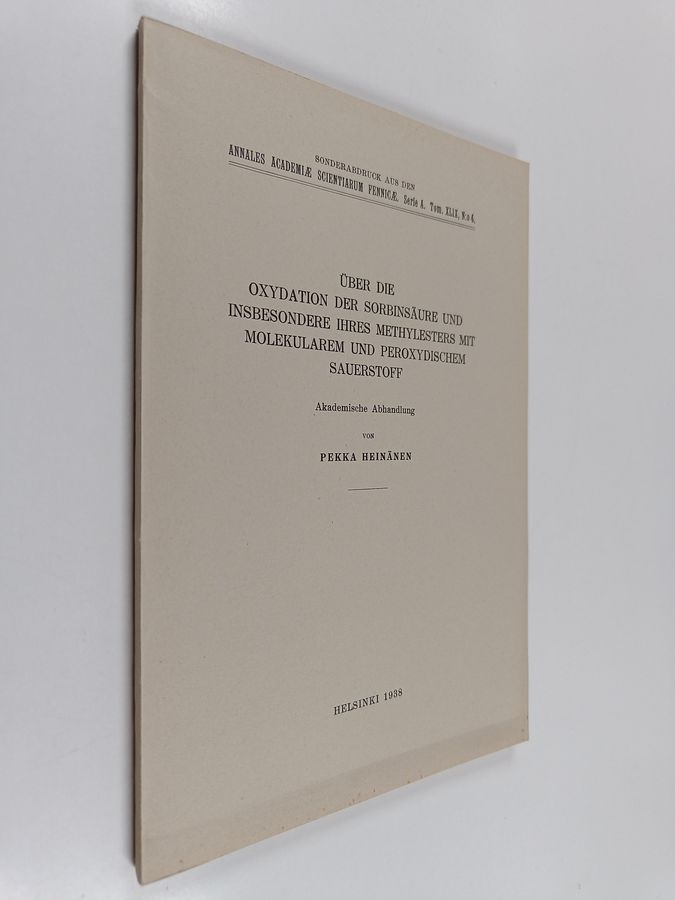 SONDERABDRUCK AUS DEN
ANNALES ACADEMIÆ SCIENTIARUM FENNICÆ. Serie A. Tom. XLIX, N:o 4.
ÜBER DIE
OXYDATION DER SORBINSÄURE UND
INSBESONDERE IHRES METHYLESTERS MIT
MOLEKULAREM UND PEROXYDISCHEM
SAUERSTOFF
Akademische Abhandlung
VON
PEKKA HEINÄNEN
HELSINKI 1938